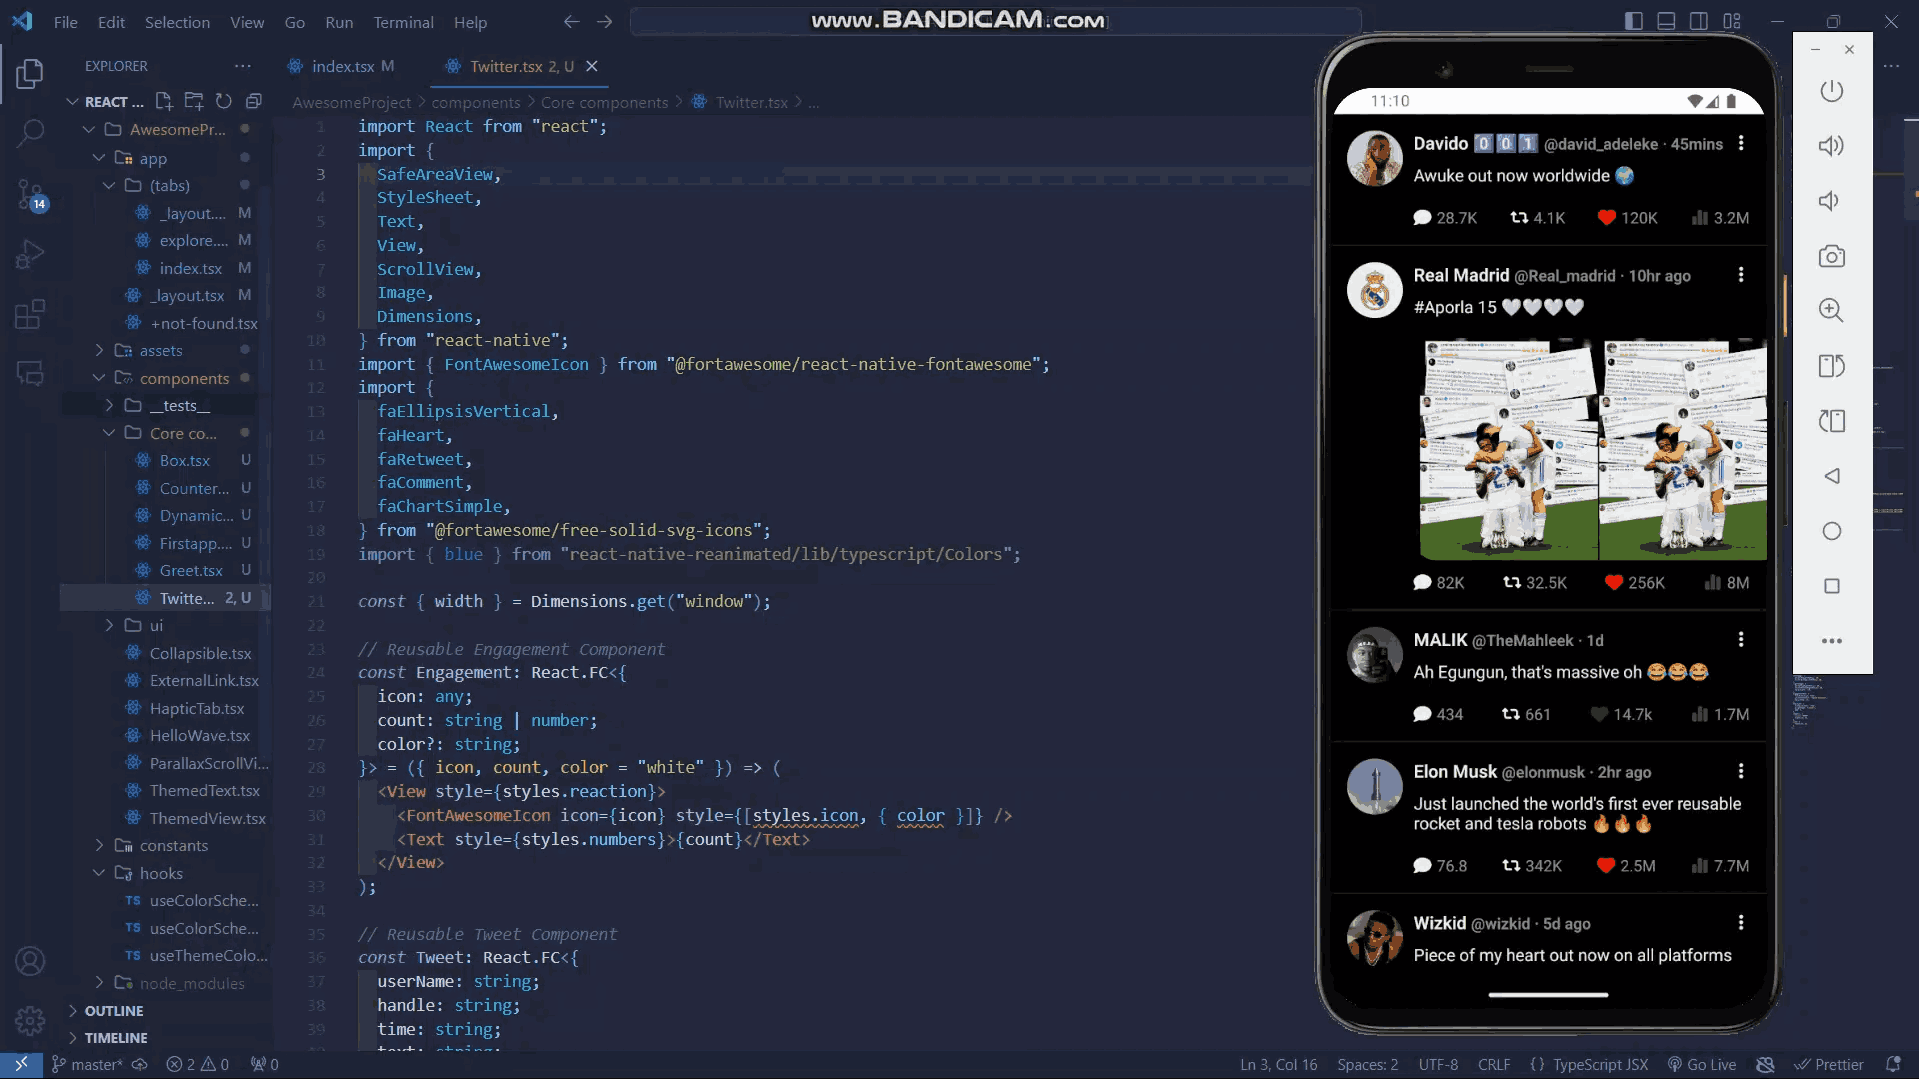 File Edit Selection View Go Run Terminal Help
www.BANDICAM.com
EXPLORER
REACT ...
AwesomePr...
app
(tabs)
_layout.... M
explore.... M
index.tsx M
_layout.tsx M
+not-found.tsx
assets
components
__tests__
Core co...
Box.tsx U
Counter... U
Dynamic... U
Firstapp.... U
Greet.tsx U
Twitte... 2, U
ui
Collapsible.tsx
ExternalLink.tsx
HapticTab.tsx
HelloWave.tsx
ParallaxScrollVi...
ThemedText.tsx
ThemedView.tsx
constants
hooks
TS useColorSche...
TS useColorSche...
TS useThemeColo...
node_modules
OUTLINE
TIMELINE
14
index.tsx M
Twitter.tsx 2, U
AwesomeProject > components > Core components > Twitter.tsx > ...
1 import React from "react";
2 import {
3 SafeAreaView,
4 StyleSheet,
5 Text,
6 View,
7 ScrollView,
8 Image,
9 Dimensions,
10 } from "react-native";
11 import { FontAwesomeIcon } from "@fortawesome/react-native-fontawesome";
12 import {
13 faEllipsisVertical,
14 faHeart,
15 faRetweet,
16 faComment,
17 faChartSimple,
18 } from "@fortawesome/free-solid-svg-icons";
19 import { blue } from "react-native-reanimated/lib/typescript/Colors";
20
21 const { width } = Dimensions.get("window");
22
23 // Reusable Engagement Component
24 const Engagement: React.FC<{
25 icon: any;
26 count: string | number;
27 color?: string;
28 }> = ({ icon, count, color = "white" }) => (
29 <View style={styles.reaction}>
30 <FontAwesomeIcon icon={icon} style={[styles.icon, { color }]} />
31 <Text style={styles.numbers}>{count}</Text>
32 </View>
33 );
34
35 // Reusable Tweet Component
36 const Tweet: React.FC<{
37 userName: string;
38 handle: string;
39 time: string;
11:10
Davido 0️⃣0️⃣1️⃣ @david_adeleke · 45mins
Awuke out now worldwide 🌍
28.7K 4.1K 120K 3.2M
Real Madrid @Real_madrid · 10hr ago
#Aporla 15 🤍🤍🤍🤍
82K 32.5K 256K 8M
MALIK @TheMahleek · 1d
Ah Egungun, that's massive oh 😂😂😂
434 661 14.7k 1.7M
Elon Musk @elonmusk · 2hr ago
Just launched the world's first ever reusable
rocket and tesla robots 🔥🔥🔥
76.8 342K 2.5M 7.7M
Wizkid @wizkid · 5d ago
Piece of my heart out now on all platforms
master* 2 0 0
Ln 3, Col 16 Spaces: 2 UTF-8 CRLF {} TypeScript JSX Go Live Prettier